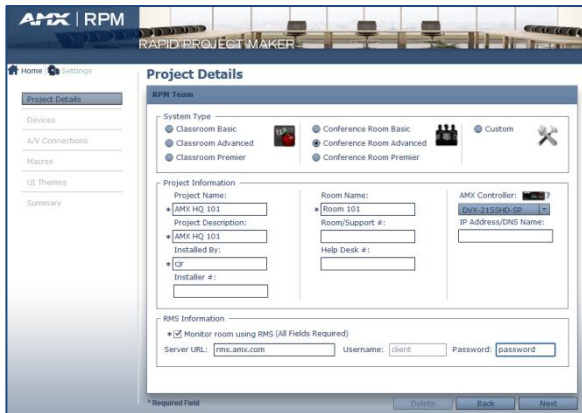 AMX | RPM
RAPID PROJECT MAKER
Home Settings
Project Details
Project Details
Devices
A/V Connections
Macros
UI Themes
Summary
RPM Team
System Type
Classroom Basic
Classroom Advanced
Classroom Premier
Conference Room Basic
Conference Room Advanced
Conference Room Premier
Custom
Project Information
Project Name:
* AMX HQ 101
Project Description:
* AMX HQ 101
Installed By:
* cjr
Installer #:
Room Name:
* Room 101
Room/Support #:
Help Desk #:
AMX Controller: ?
DVX-2155HD-SP
IP Address/DNS Name:
RMS Information
* Monitor room using RMS (All Fields Required)
Server URL: rms.amx.com Username: client Password: password
* Required Field
Delete Back Next